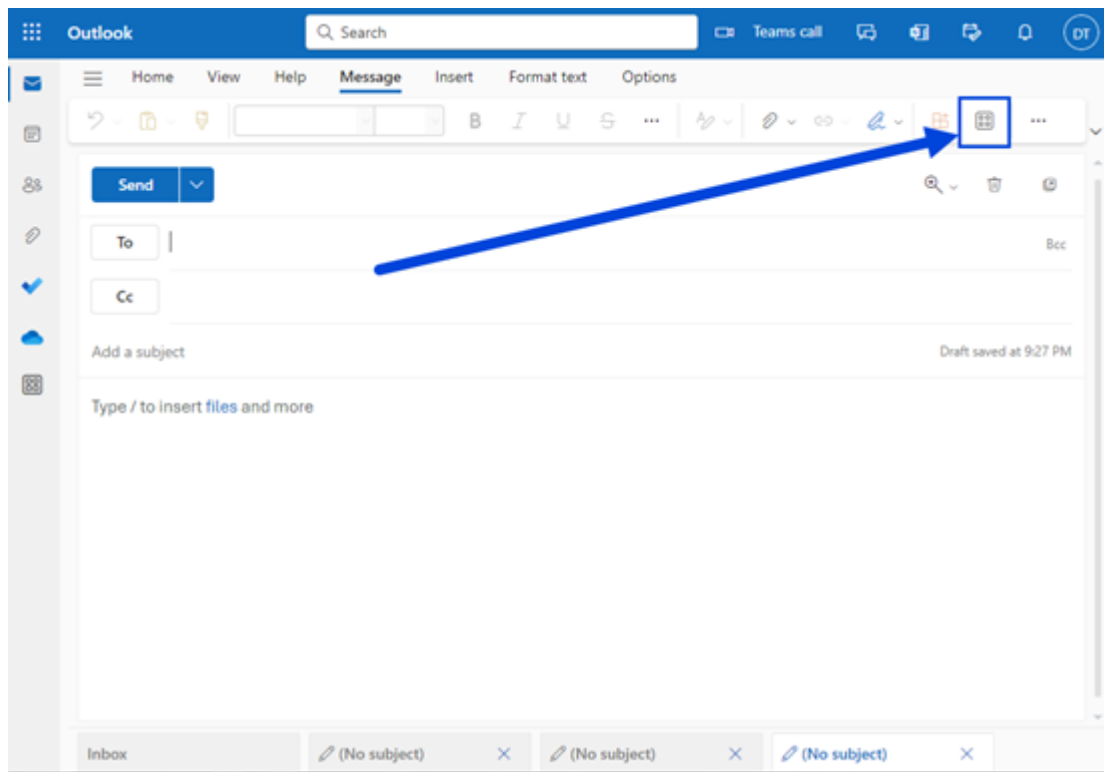 Outlook Search Teams call DT
Home View Help Message Insert Format text Options
B I U S ...
Send
To Bcc
Cc
Add a subject Draft saved at 9:27 PM
Type / to insert files and more
Inbox (No subject) (No subject) (No subject)